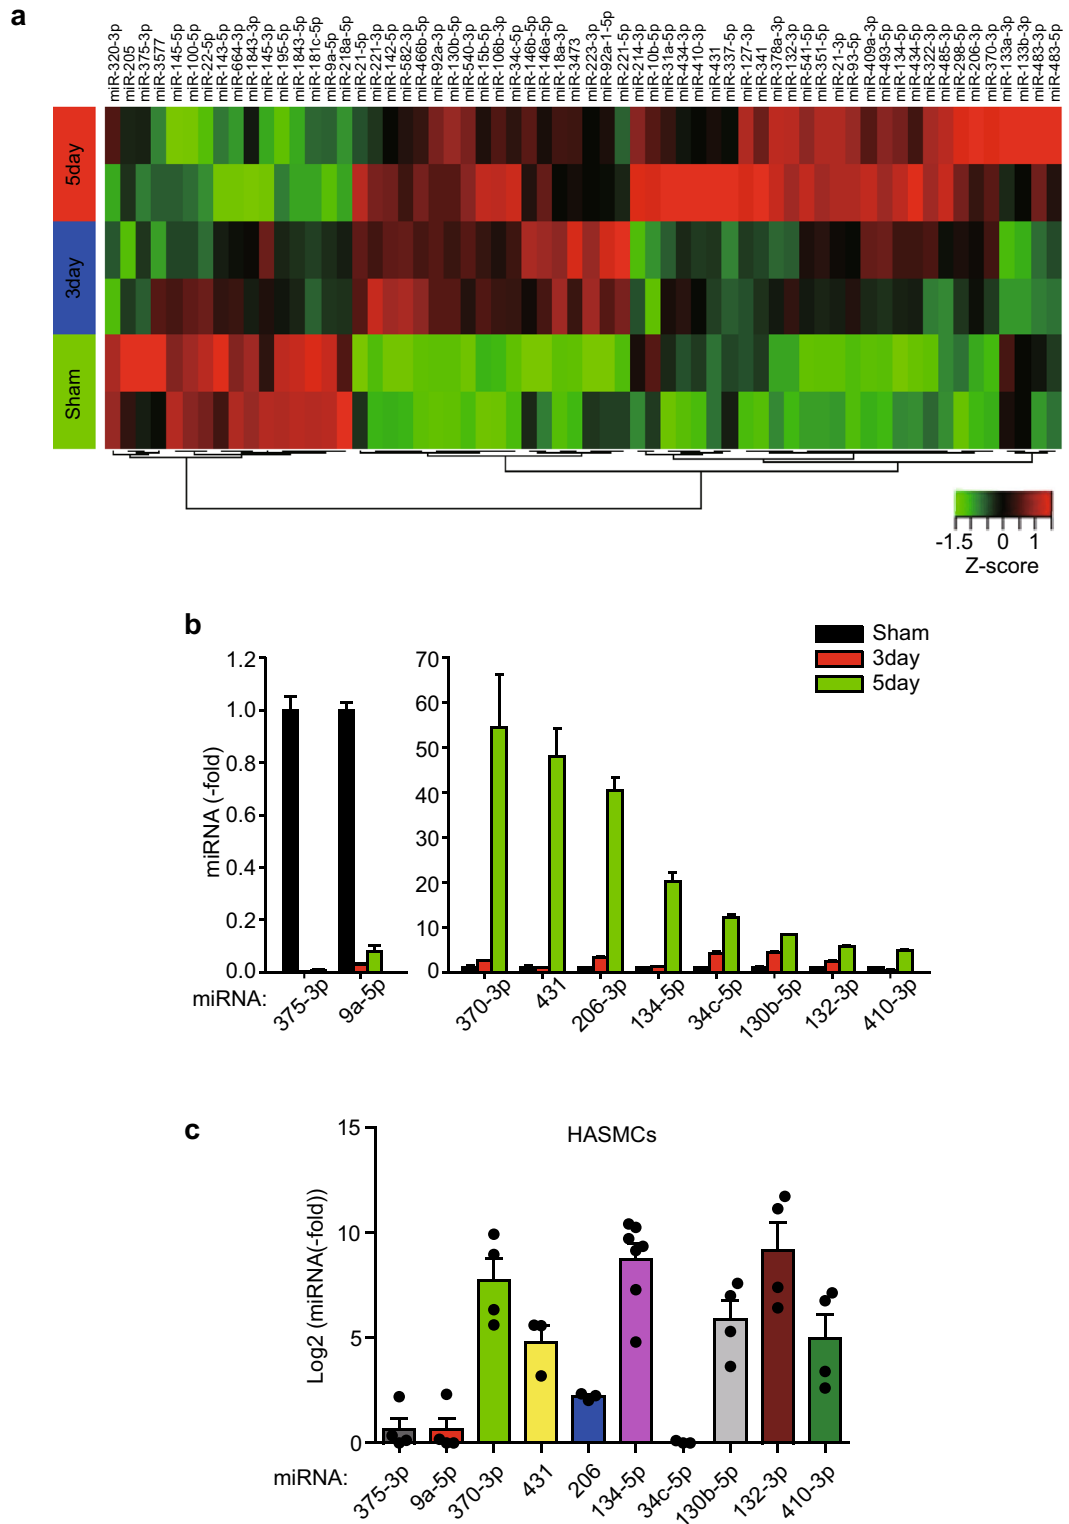 a
miR-320-3p
miR-205
miR-375-3p
miR-3577
miR-145-5p
miR-100-5p
miR-22-5p
miR-143-5p
miR-664-3p
miR-1843-3p
miR-145-3p
miR-195-5p
miR-1843-5p
miR-181c-5p
miR-9a-5p
miR-218a-5p
miR-21-5p
miR-221-3p
miR-142-5p
miR-582-3p
miR-466b-5p
miR-92a-3p
miR-130b-5p
miR-540-3p
miR-15b-5p
miR-106b-3p
miR-34c-5p
miR-146b-5p
miR-146a-5p
miR-18a-3p
miR-3473
miR-223-3p
miR-92a-1-5p
miR-221-5p
miR-214-3p
miR-10b-5p
miR-31a-5p
miR-434-3p
miR-410-3p
miR-431
miR-337-5p
miR-127-3p
miR-341
miR-378a-3p
miR-132-3p
miR-541-5p
miR-351-5p
miR-21-3p
miR-93-5p
miR-409a-3p
miR-493-5p
miR-134-5p
miR-434-5p
miR-322-3p
miR-485-3p
miR-298-5p
miR-206-3p
miR-370-3p
miR-133a-3p
miR-133b-3p
miR-483-3p
miR-483-5p
5day
3day
Sham
-1.5 0 1
Z-score
b
Sham
3day
5day
miRNA (-fold)
1.2
1.0
0.8
0.6
0.4
0.2
0.0
70
60
50
40
30
20
10
0
miRNA:
375-3p
9a-5p
370-3p
431
206-3p
134-5p
34c-5p
130b-5p
132-3p
410-3p
c
HASMCs
Log2 (miRNA(-fold))
15
10
5
0
miRNA:
375-3p
9a-5p
370-3p
431
206
134-5p
34c-5p
130b-5p
132-3p
410-3p